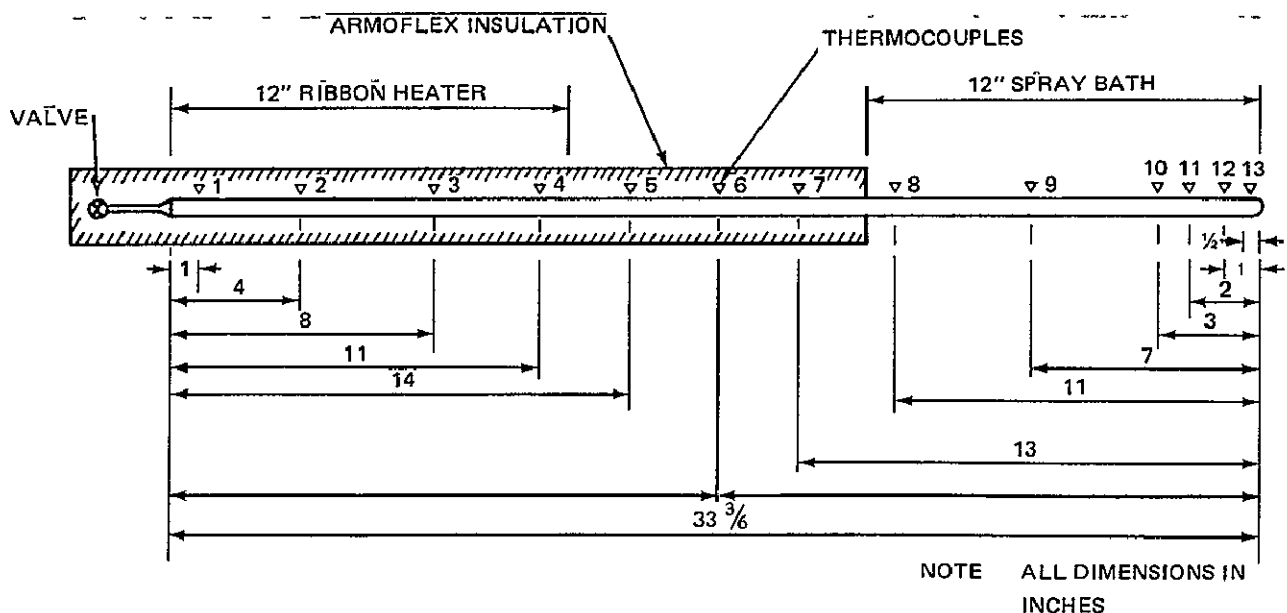 ARMOFLEX INSULATION
THERMOCOUPLES
12" RIBBON HEATER
12" SPRAY BATH
VALVE
1 2 3 4 5 6 7 8 9 10 11 12 13
½
1 1
4 2
8 3
11 7
14 11
13
33 ³⁄₆
NOTE ALL DIMENSIONS IN
INCHES